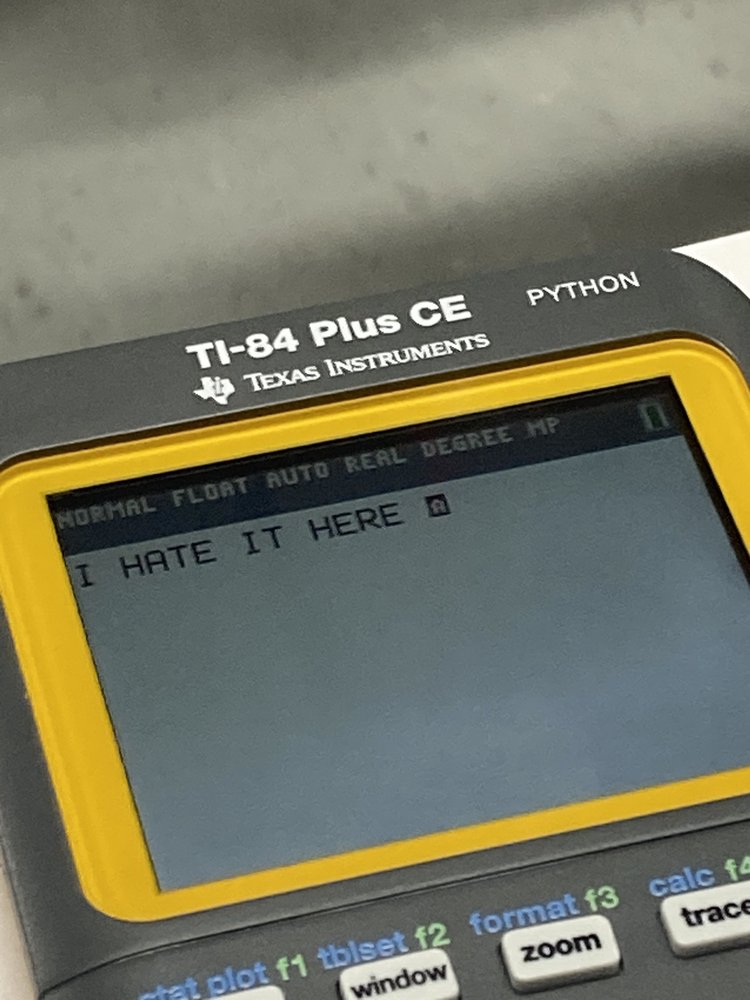 TI-84 Plus CE PYTHON
TEXAS INSTRUMENTS
NORMAL FLOAT AUTO REAL DEGREE MP
I HATE IT HERE
stat plot f1 tblset f2 format f3 calc f4
window zoom trace